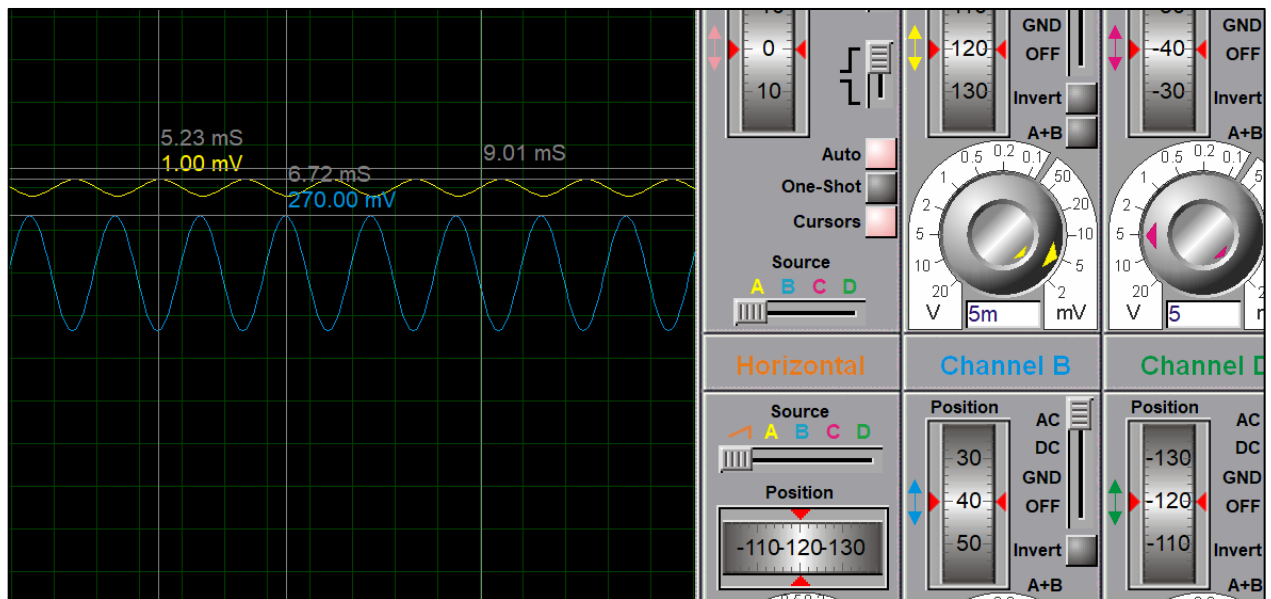 5.23 mS
1.00 mV
6.72 mS
270.00 mV
9.01 mS
0
10
Auto
One-Shot
Cursors
Source
A B C D
120
130
GND
OFF
Invert
A+B
20 10 5 2 1 0.5 0.2 0.1 50 20 10 5 2
V
5m
mV
-40
-30
GND
OFF
Invert
A+B
20 10 5 2 1 0.5 0.2 0.1
V
5
Horizontal
Source
A B C D
Position
-110-120-130
Channel B
Position
30
40
50
AC
DC
GND
OFF
Invert
A+B
Channel
Position
-130
-120
-110
AC
DC
GND
OFF
Invert
A+B